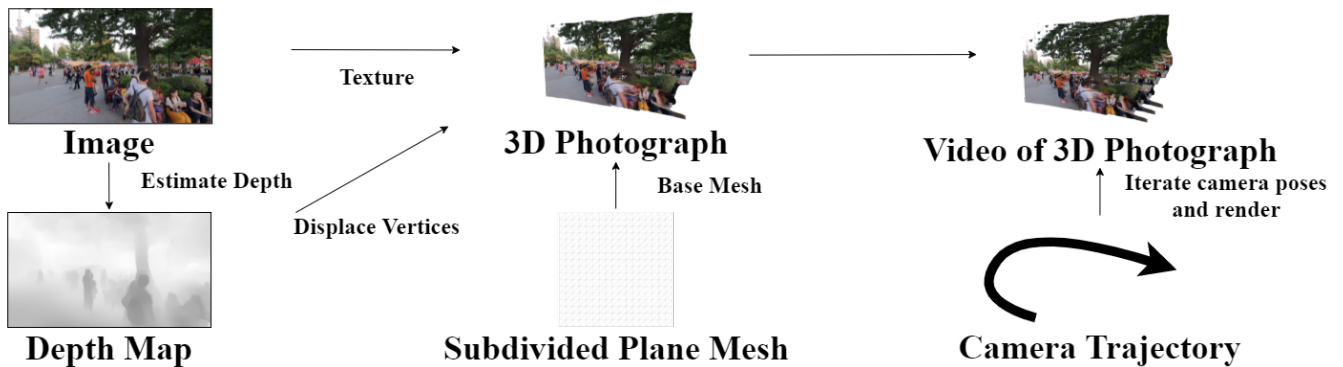 Texture
Image
3D Photograph
Video of 3D Photograph
Estimate Depth
Base Mesh
Iterate camera poses
and render
Displace Vertices
Depth Map
Subdivided Plane Mesh
Camera Trajectory